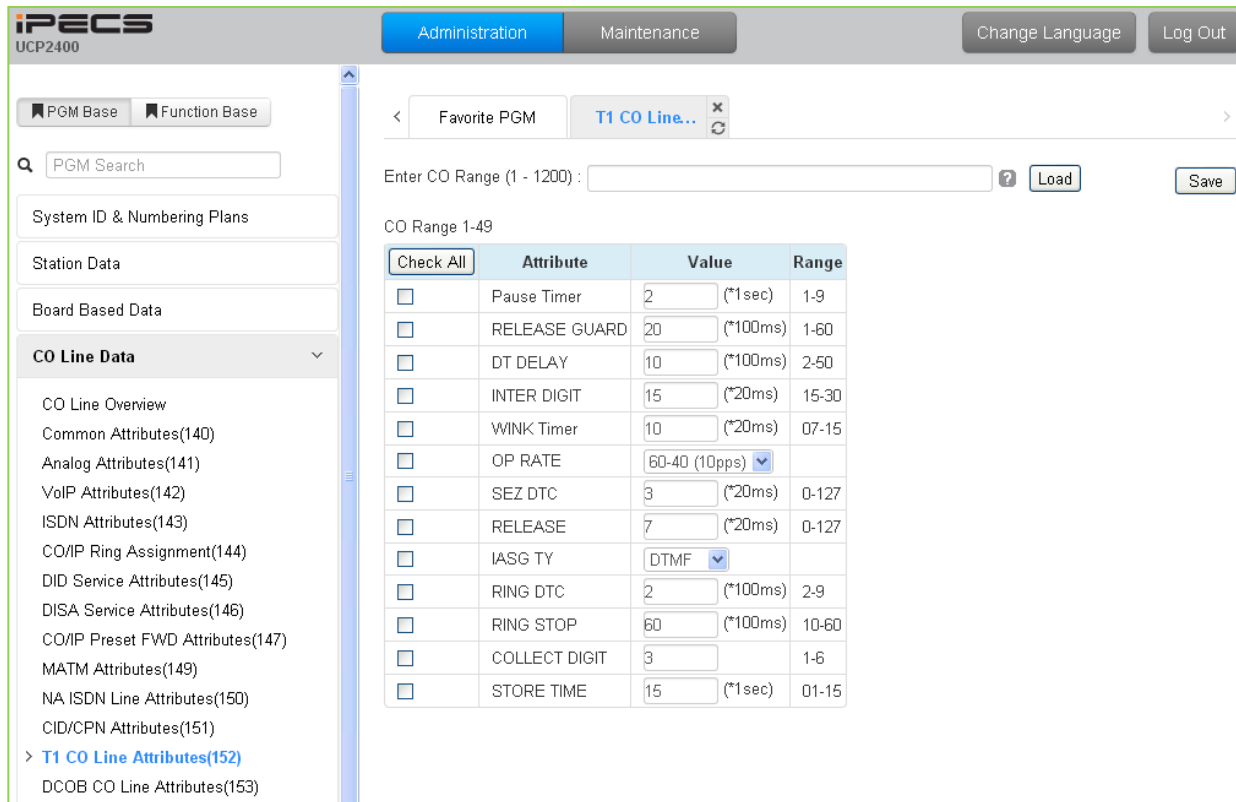 iPECS
UCP2400
Administration
Maintenance
Change Language
Log Out
PGM Base
Function Base
PGM Search
System ID & Numbering Plans
Station Data
Board Based Data
CO Line Data
CO Line Overview
Common Attributes(140)
Analog Attributes(141)
VoIP Attributes(142)
ISDN Attributes(143)
CO/IP Ring Assignment(144)
DID Service Attributes(145)
DISA Service Attributes(146)
CO/IP Preset FWD Attributes(147)
MATM Attributes(149)
NA ISDN Line Attributes(150)
CID/CPN Attributes(151)
> T1 CO Line Attributes(152)
DCOB CO Line Attributes(153)
< Favorite PGM T1 CO Line... >
Enter CO Range (1 - 1200) : ? Load Save
CO Range 1-49
Check All Attribute Value Range
Pause Timer 2 (*1sec) 1-9
RELEASE GUARD 20 (*100ms) 1-60
DT DELAY 10 (*100ms) 2-50
INTER DIGIT 15 (*20ms) 15-30
WINK Timer 10 (*20ms) 07-15
OP RATE 60-40 (10pps)
SEZ DTC 3 (*20ms) 0-127
RELEASE 7 (*20ms) 0-127
IASG TY DTMF
RING DTC 2 (*100ms) 2-9
RING STOP 60 (*100ms) 10-60
COLLECT DIGIT 3 1-6
STORE TIME 15 (*1sec) 01-15